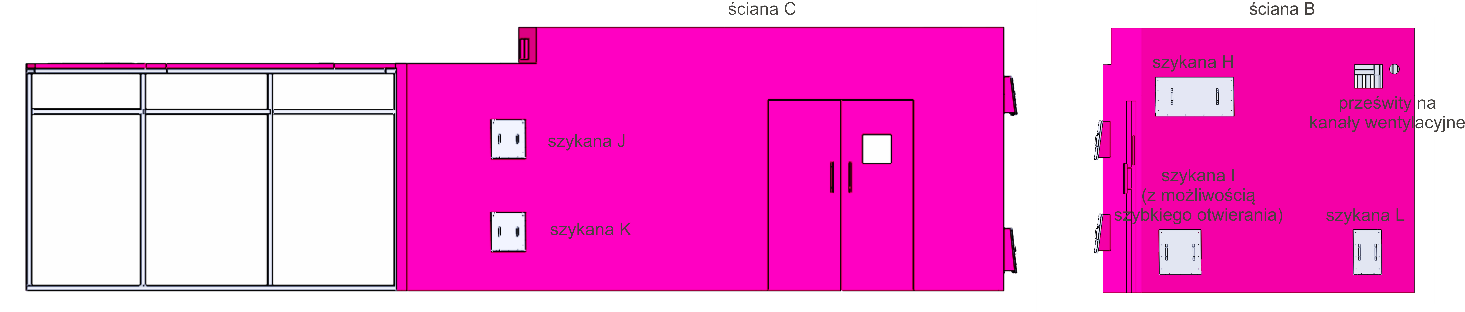 ściana C
ściana B
szykana H
prześwity na
kanały wentylacyjne
szykana J
szykana I
(z możliwością
szybkiego otwierania)
szykana L
szykana K